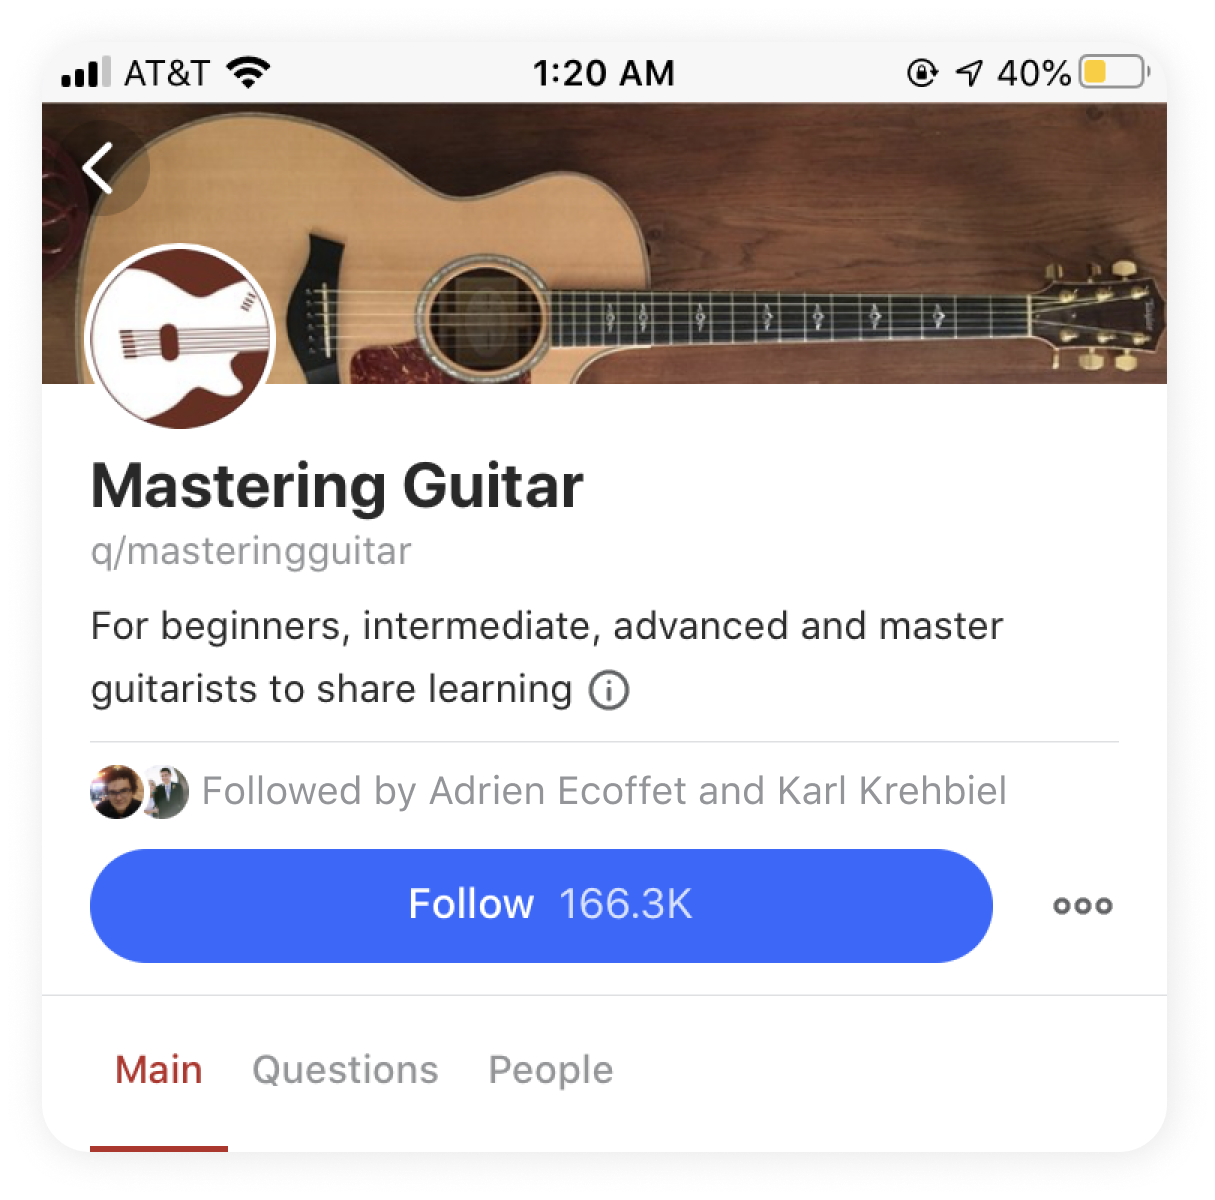 AT&T 1:20 AM 40%
Mastering Guitar
q/masteringguitar
For beginners, intermediate, advanced and master
guitarists to share learning
Followed by Adrien Ecoffet and Karl Krehbiel
Follow 166.3K
Main Questions People